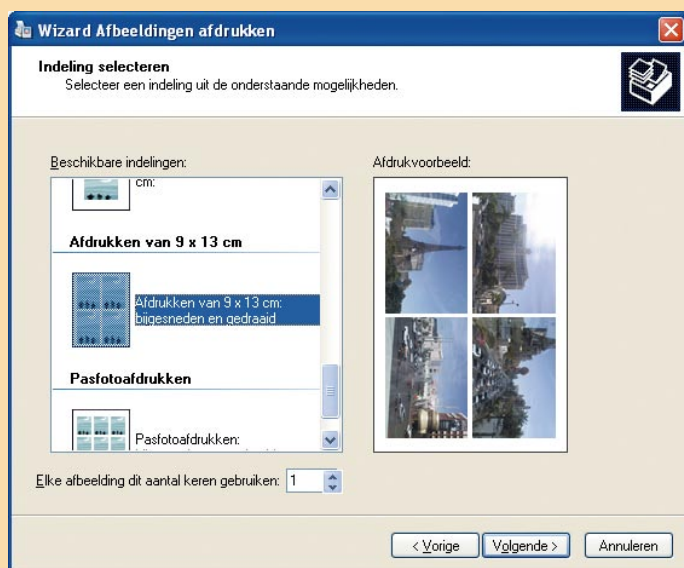 Wizard Afbeeldingen afdrukken
Indeling selecteren
Selecteer een indeling uit de onderstaande mogelijkheden.
Beschikbare indelingen:
cm:
Afdrukken van 9 x 13 cm
Afdrukken van 9 x 13 cm:
bijgesneden en gedraaid
Pasfotoafdrukken
Pasfotoafdrukken:
Elke afbeelding dit aantal keren gebruiken: 1
Afdrukvoorbeeld:
< Vorige
Volgende >
Annuleren